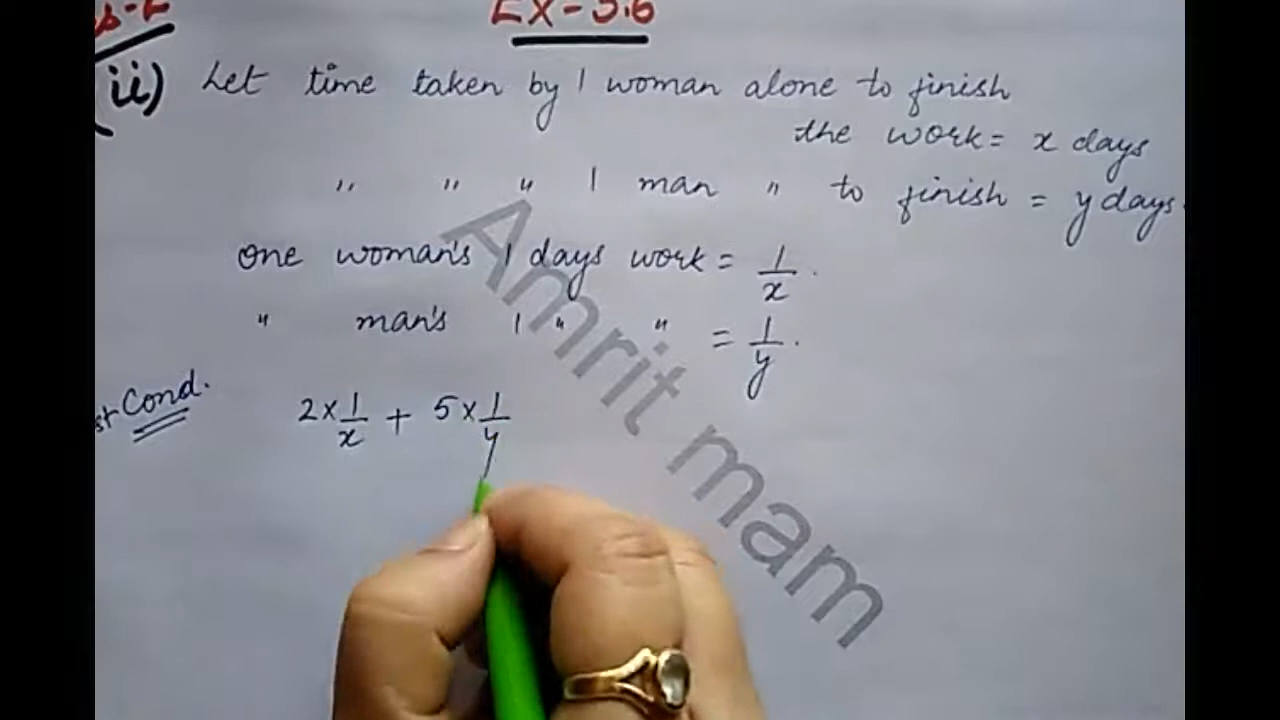 Ex-3.6
(ii) Let time taken by 1 woman alone to finish
the work = x days
" " " 1 man " to finish = y days.
One woman's 1 days work = 1/x.
" man's 1 " " = 1/y.
st Cond. 2×1/x + 5×1/y
Amrit mam